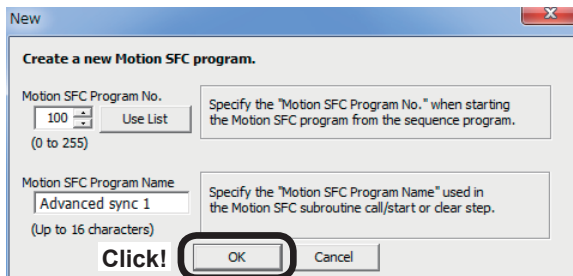 New
Create a new Motion SFC program.
Motion SFC Program No.
100
Use List
(0 to 255)
Specify the "Motion SFC Program No." when starting
the Motion SFC program from the sequence program.
Motion SFC Program Name
Advanced sync 1
(Up to 16 characters)
Specify the "Motion SFC Program Name" used in
the Motion SFC subroutine call/start or clear step.
Click!
OK
Cancel